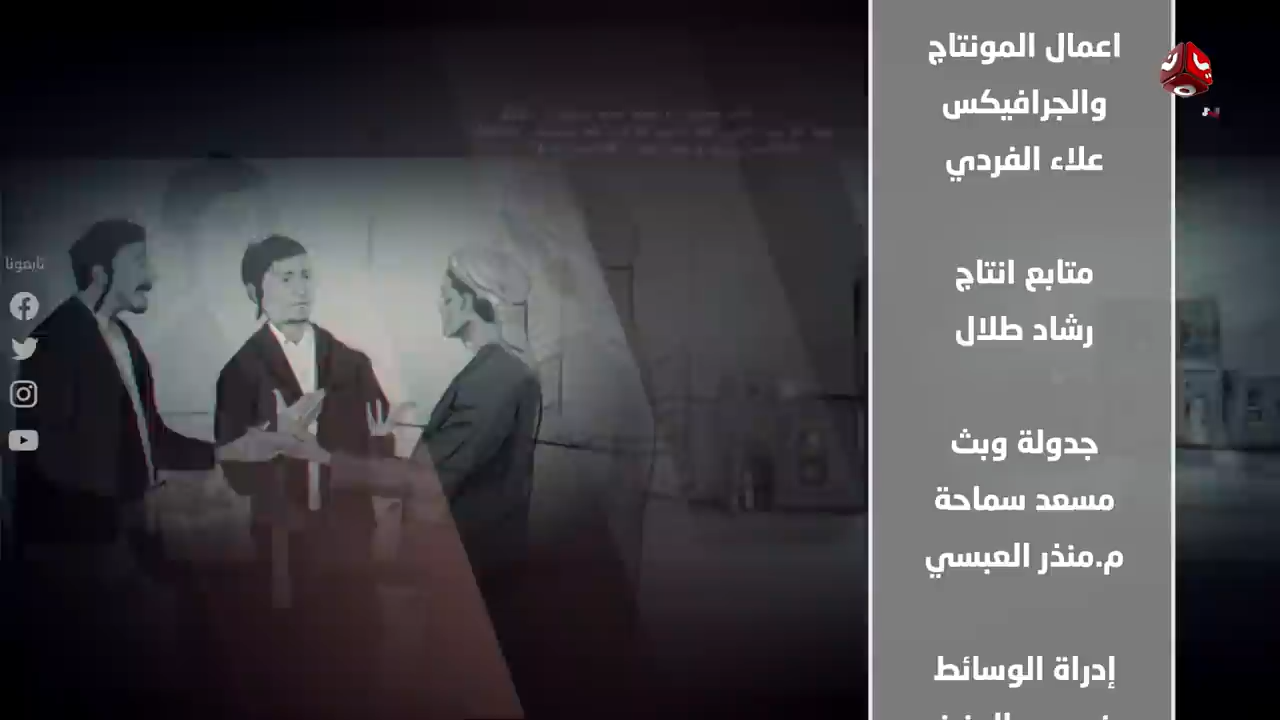 اعمال المونتاج
والجرافيكس
علاء الفردي
متابع انتاج
رشاد طلال
جدولة وبث
مسعد سماحة
م.منذر العبسي
إدراة الوسائط
تابعونا